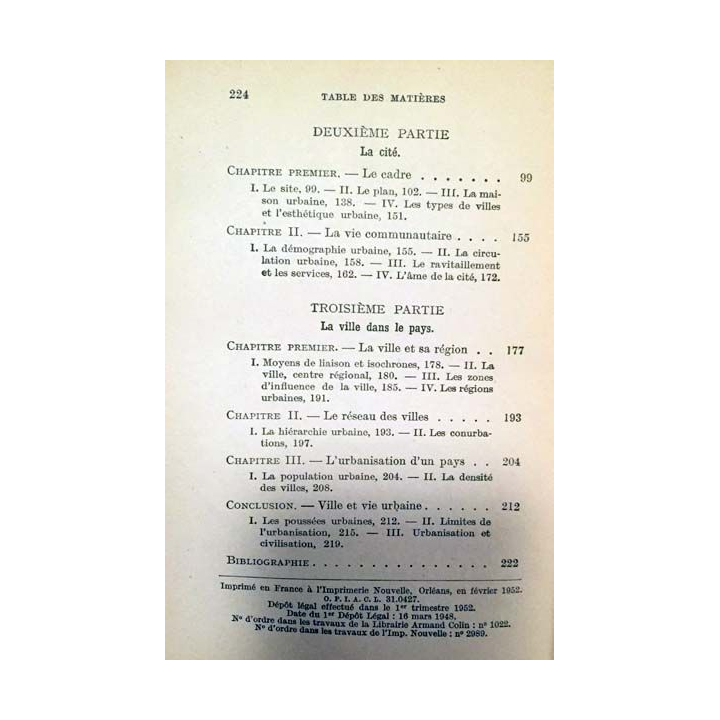 224 TABLE DES MATIÈRES
DEUXIÈME PARTIE
La cité.
CHAPITRE PREMIER. — Le cadre . . . . . . . 99
I. Le site, 99. — II. Le plan, 102. — III. La mai-
son urbaine, 138. — IV. Les types de villes
et l'esthétique urbaine, 151.
CHAPITRE II. — La vie communautaire . . . . 155
I. La démographie urbaine, 155. — II. La circu-
lation urbaine, 158. — III. Le ravitaillement
et les services, 162. — IV. L'âme de la cité, 172.
TROISIÈME PARTIE
La ville dans le pays.
CHAPITRE PREMIER. — La ville et sa région . . 177
I. Moyens de liaison et isochrones, 178. — II. La
ville, centre régional, 180. — III. Les zones
d'influence de la ville, 185. — IV. Les régions
urbaines, 191.
CHAPITRE II. — Le réseau des villes . . . . . 193
I. La hiérarchie urbaine, 193. — II. Les conurba-
tions, 197.
CHAPITRE III. — L'urbanisation d'un pays . . 204
I. La population urbaine, 204. — II. La densité
des villes, 208.
CONCLUSION. — Ville et vie urbaine . . . . . . 212
I. Les poussées urbaines, 212. — II. Limites de
l'urbanisation, 215. — III. Urbanisation et
civilisation, 219.
BIBLIOGRAPHIE . . . . . . . . . . . . . . . . 222
Imprimé en France à l'Imprimerie Nouvelle, Orléans, en février 1952.
O. P. I. A. C. L. 31.0427.
Dépôt légal effectué dans le 1er trimestre 1952.
Date du 1er Dépôt Légal : 16 mars 1948.
N° d'ordre dans les travaux de la Librairie Armand Colin : n° 1022.
N° d'ordre dans les travaux de l'Imp. Nouvelle : n° 2989.